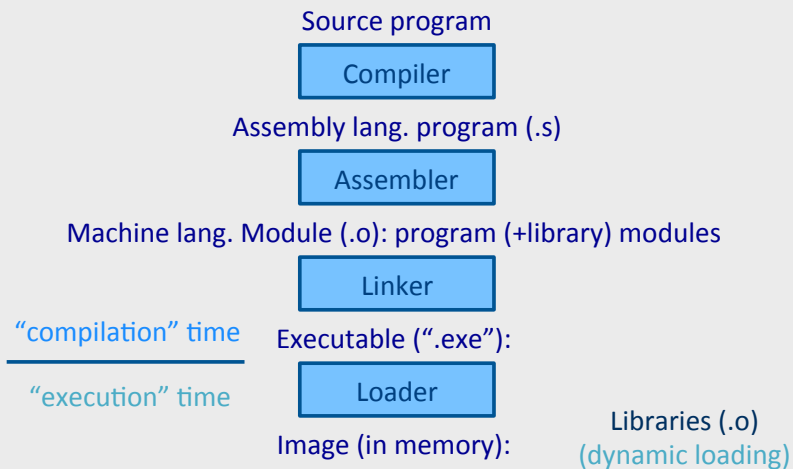 Source program
Compiler
Assembly lang. program (.s)
Assembler
Machine lang. Module (.o): program (+library) modules
Linker
“compilation” time
Executable (“.exe”):
“execution” time
Loader
Libraries (.o)
Image (in memory):
(dynamic loading)